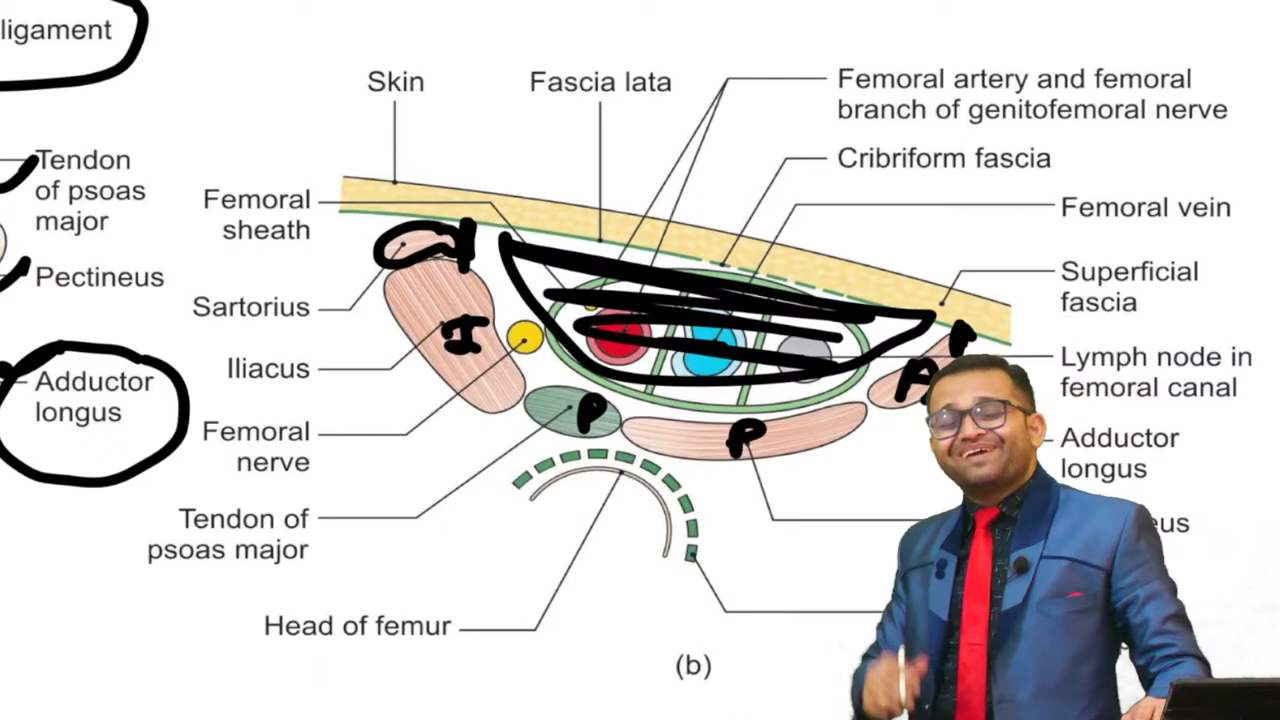 ligament
Tendon
of psoas
major
Pectineus
Adductor
longus
Skin
Fascia lata
Femoral artery and femoral
branch of genitofemoral nerve
Cribriform fascia
Femoral
sheath
Femoral vein
Superficial
fascia
Sartorius
Iliacus
Lymph node in
femoral canal
Femoral
nerve
Adductor
longus
Tendon of
psoas major
eus
Head of femur
(b)
I
P
P
A